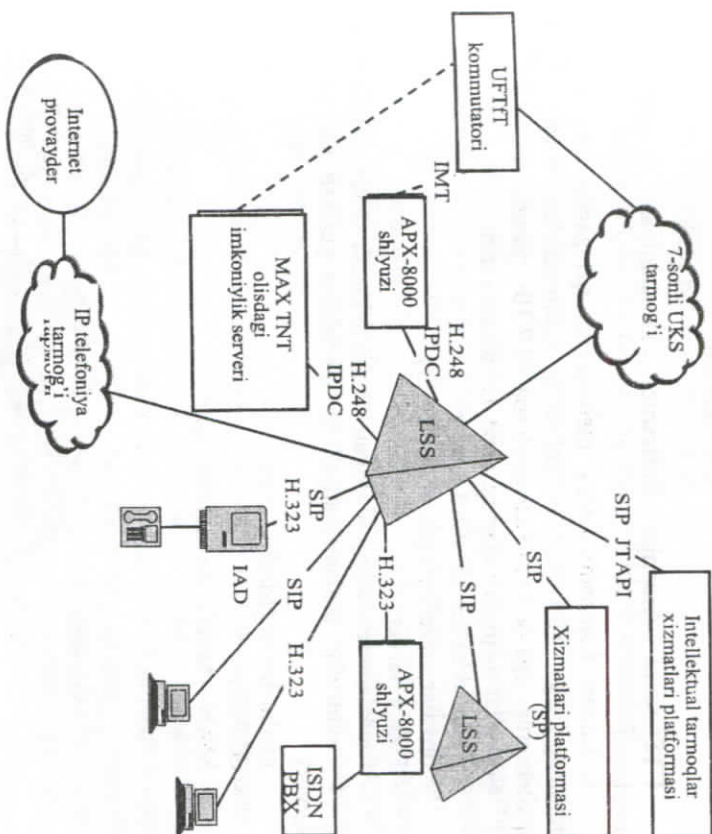 7-sonli UKS
tarmog'i
UFTfT
kommutatori
IMT
APX-8000
shlyuzi
H.248
IPDC
MAX TNT
olisdagi
imkoniylik serveri
H.248
IPDC
Internet
provayder
IP telefoniya
tarmog'i
LSS
SIP JTAPI
Intellektual tarmoqlar
xizmatlari platformasi
SIP
Xizmatlari platformasi
(SP)
SIP
LSS
H.323
APX-8000
shlyuzi
ISDN
PBX
H.323
SIP
SIP
H.323
IAD